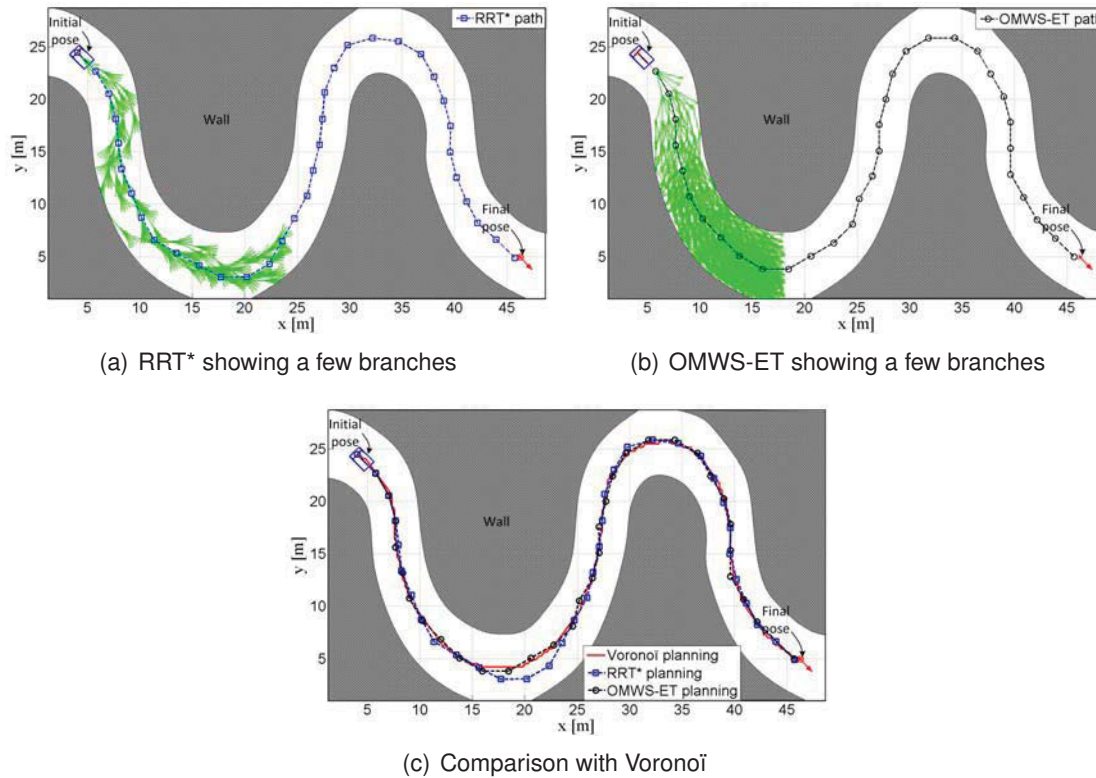 Initial
pose
RRT* path
25
20
15
10
5
y [m]
Wall
Final
pose
5 10 15 20 25 30 35 40 45
x [m]
(a) RRT* showing a few branches
Initial
pose
OMWS-ET path
25
20
15
10
5
y [m]
Wall
Final
pose
5 10 15 20 25 30 35 40 45
x [m]
(b) OMWS-ET showing a few branches
Initial
pose
25
20
15
10
5
y [m]
Wall
Final
pose
Voronoï planning
RRT* planning
OMWS-ET planning
5 10 15 20 25 30 35 40 45
x [m]
(c) Comparison with Voronoï